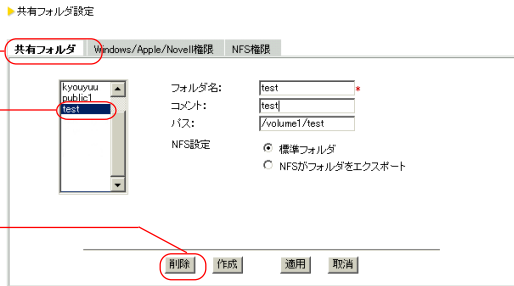 共有フォルダ設定
共有フォルダ Windows/Apple/Novell権限 NFS権限
kyouyuu
public1
test
フォルダ名: test *
コメント: test
パス: /volume1/test
NFS設定 標準フォルダ
NFSがフォルダをエクスポート
削除 作成 適用 取消